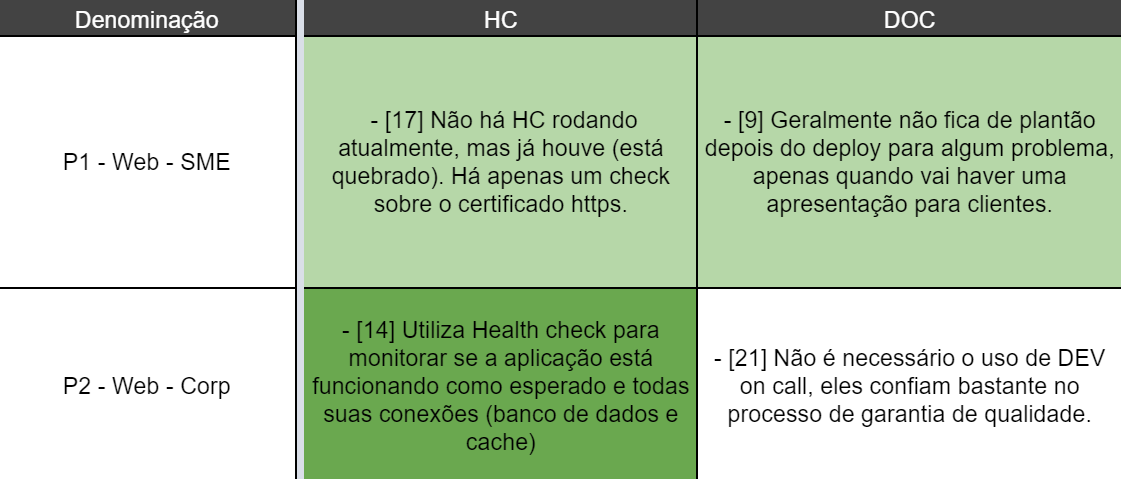 Denominação
HC
DOC
P1 - Web - SME
- [17] Não há HC rodando
atualmente, mas já houve (está
quebrado). Há apenas um check
sobre o certificado https.
- [9] Geralmente não fica de plantão
depois do deploy para algum problema,
apenas quando vai haver uma
apresentação para clientes.
P2 - Web - Corp
- [14] Utiliza Health check para
monitorar se a aplicação está
funcionando como esperado e todas
suas conexões (banco de dados e
cache)
- [21] Não é necessário o uso de DEV
on call, eles confiam bastante no
processo de garantia de qualidade.